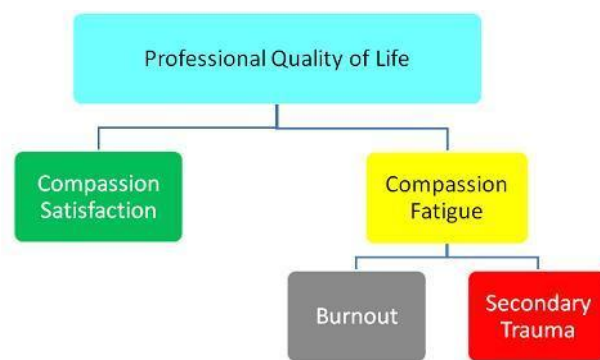 Professional Quality of Life
Compassion
Satisfaction
Compassion
Fatigue
Burnout
Secondary
Trauma